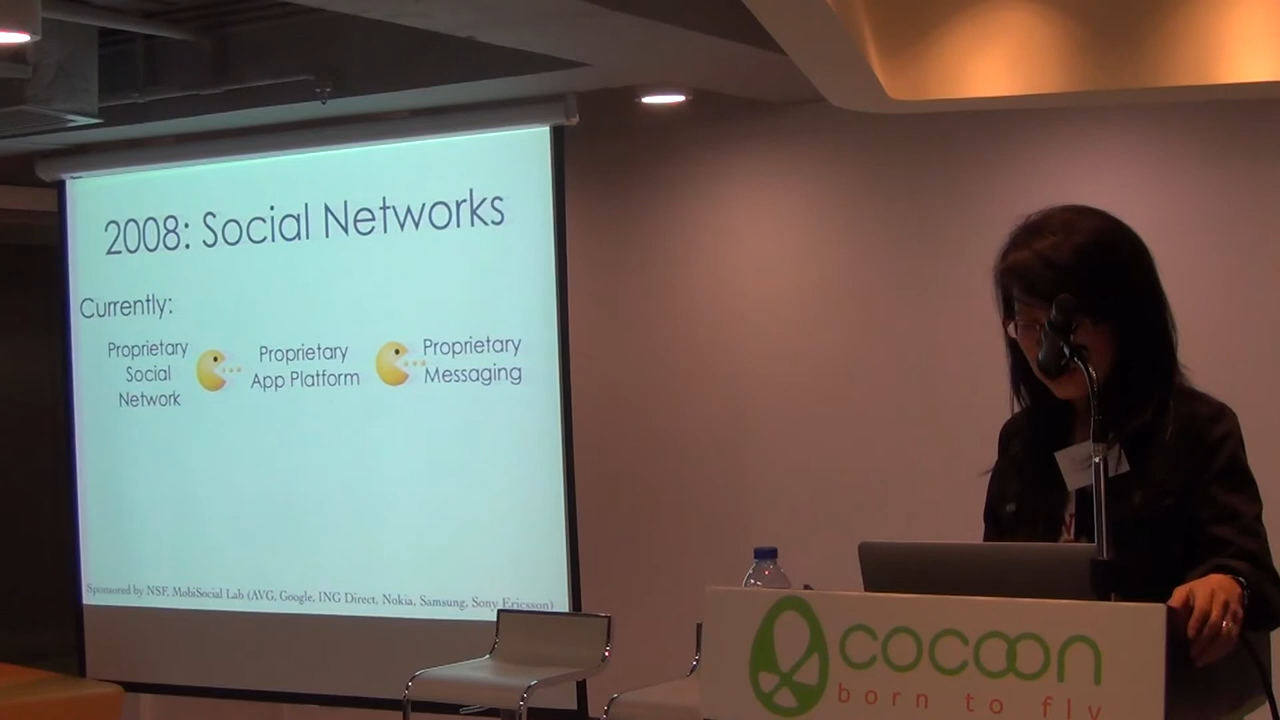 2008: Social Networks
Currently:
Proprietary
Social
Network
Proprietary
App Platform
Proprietary
Messaging
Sponsored by NSF, MobiSocial Lab (AVG, Google, ING Direct, Nokia, Samsung, Sony Ericsson)
cocoon
born to fly